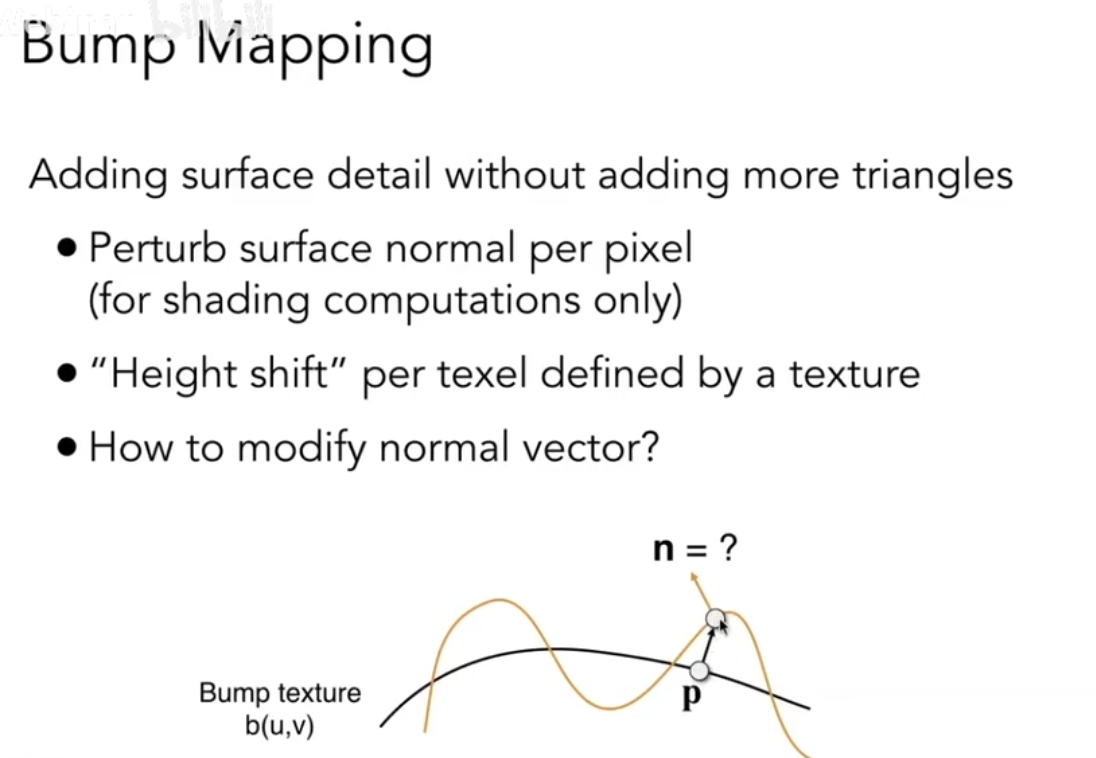 Bump Mapping
Adding surface detail without adding more triangles
• Perturb surface normal per pixel
(for shading computations only)
• “Height shift” per texel defined by a texture
• How to modify normal vector?
n = ?
p
Bump texture
b(u,v)